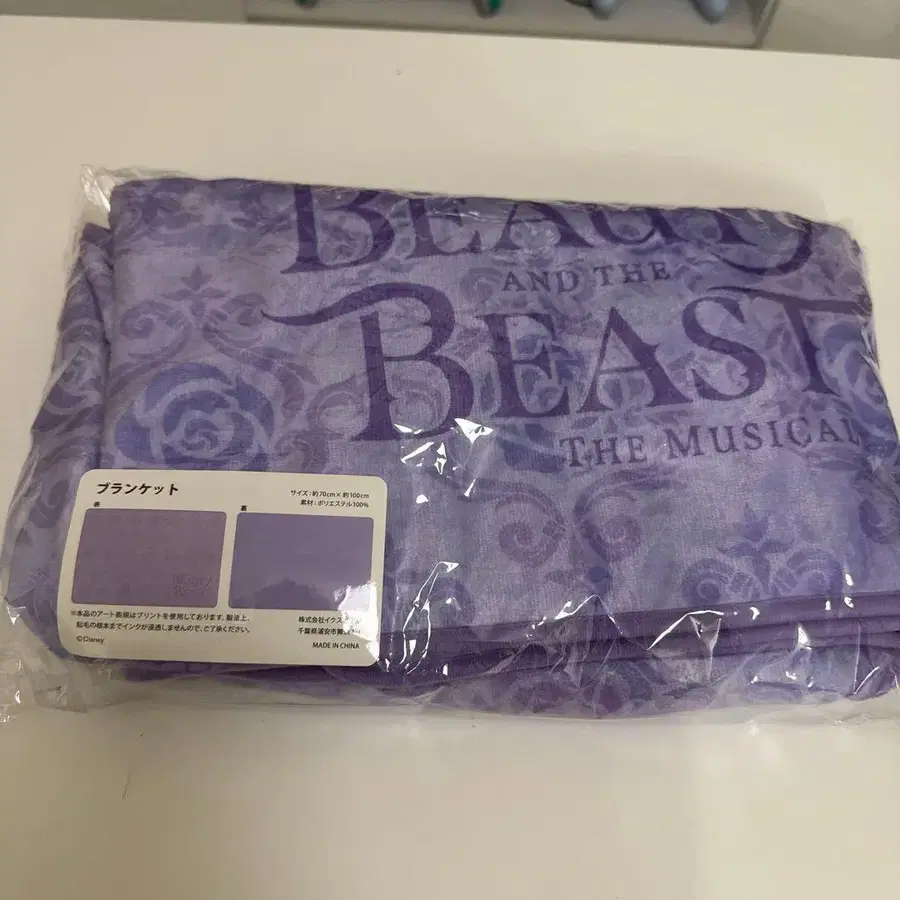 BEAUTY
AND THE
BEAST
THE MUSICAL
ブランケット
サイズ：約70cm×約100cm
素材：ポリエステル100%
表
裏
※本品のアート表現はプリントを使用しております。製法上、
起毛の根本までインクが浸透しませんので、ご了承ください。
©Disney
株式会社イクス
千葉県浦安市舞
MADE IN CHINA